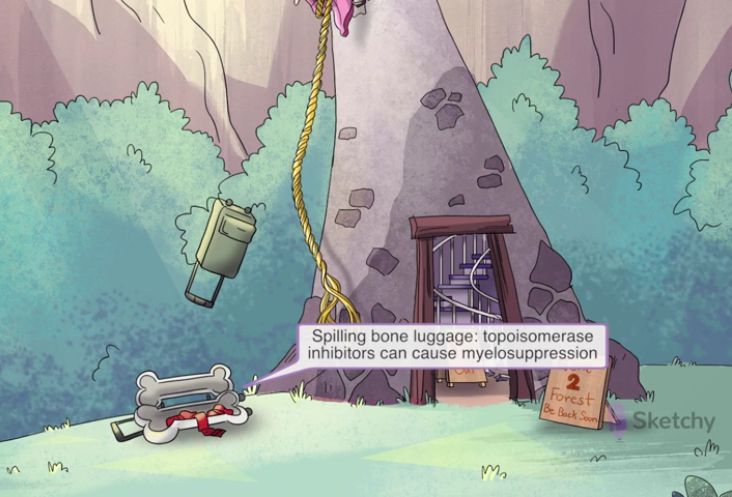 Spilling bone luggage: topoisomerase
inhibitors can cause myelosuppression
2
Forest
Be Back Soon
Sketchy